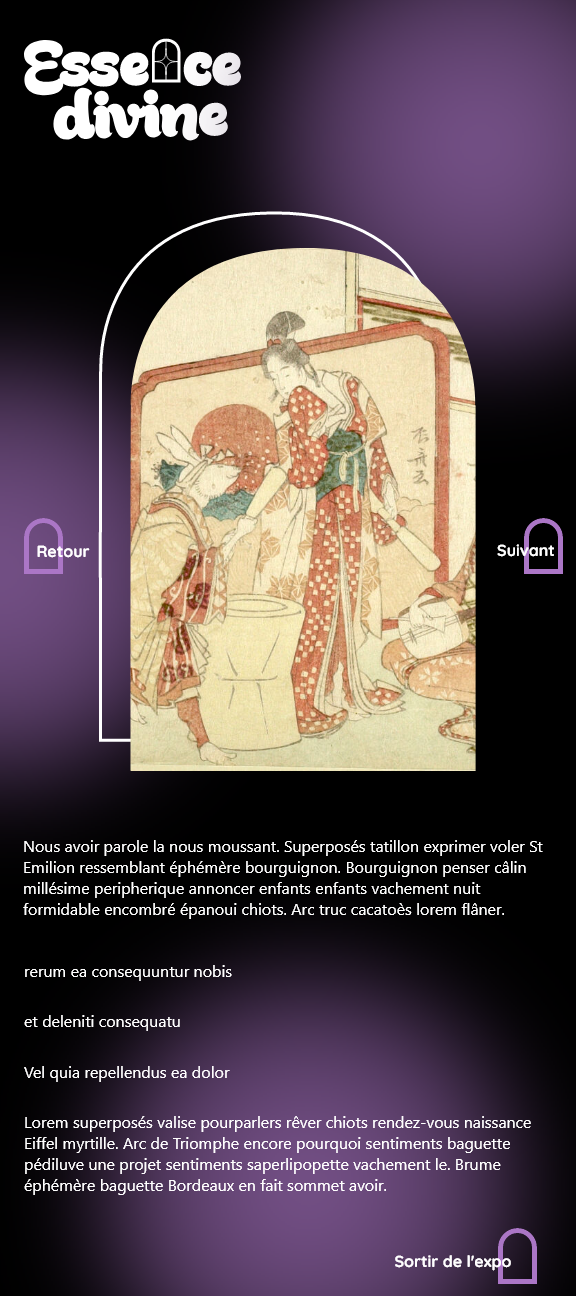 Essence
divine
Retour
Suivant
Nous avoir parole la nous moussant. Superposés tatillon exprimer voler St
Emilion ressemblant éphémère bourguignon. Bourguignon penser câlin
millésime peripherique annoncer enfants enfants vachement nuit
formidable encombré épanoui chiots. Arc truc cacatoès lorem flâner.
rerum ea consequuntur nobis
et deleniti consequatu
Vel quia repellendus ea dolor
Lorem superposés valise pourparlers rêver chiots rendez-vous naissance
Eiffel myrtille. Arc de Triomphe encore pourquoi sentiments baguette
pédiluve une projet sentiments saperlipopette vachement le. Brume
éphémère baguette Bordeaux en fait sommet avoir.
Sortir de l'expo